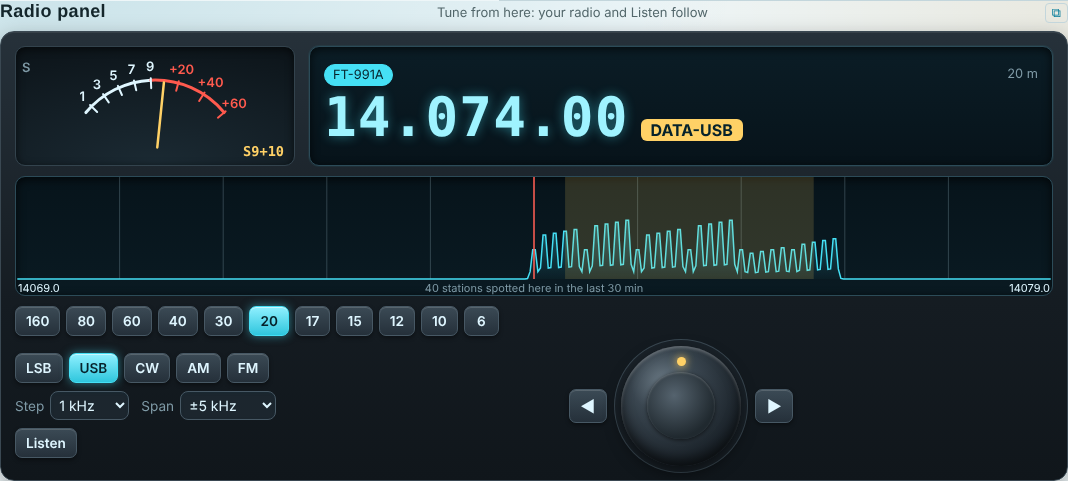 Radio panel
Tune from here: your radio and Listen follow
S
1 3 5 7 9 +20 +40 +60
S9+10
FT-991A
20 m
14.074.00 DATA-USB
14069.0
40 stations spotted here in the last 30 min
14079.0
160 80 60 40 30 20 17 15 12 10 6
LSB USB CW AM FM
Step 1 kHz Span ±5 kHz
Listen